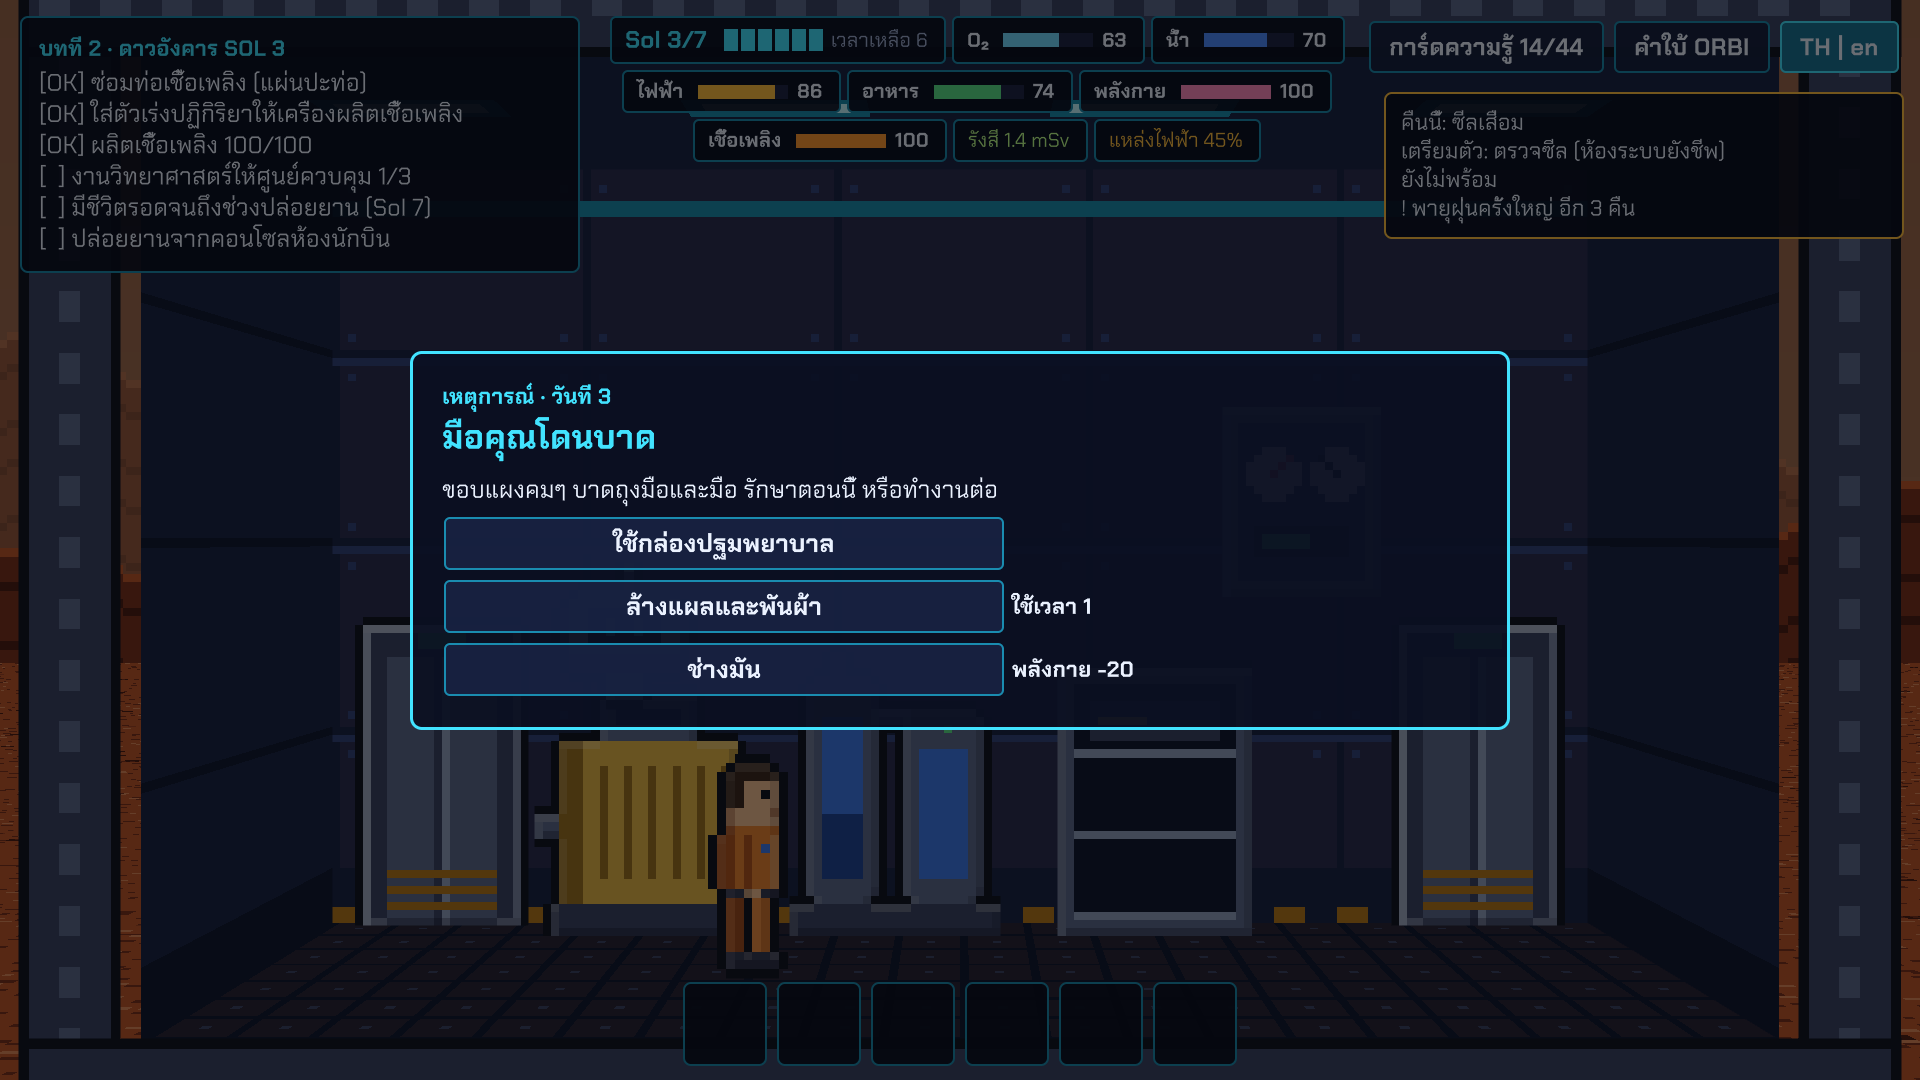 บทที่ 2 · ดาวอังคาร SOL 3
[OK] ซ่อมท่อเชื้อเพลิง (แผ่นปะท่อ)
[OK] ใส่ตัวเร่งปฏิกิริยาให้เครื่องผลิตเชื้อเพลิง
[OK] ผลิตเชื้อเพลิง 100/100
[ ] งานวิทยาศาสตร์ให้ศูนย์ควบคุม 1/3
[ ] มีชีวิตรอดจนถึงช่วงปล่อยยาน (Sol 7)
[ ] ปล่อยยานจากคอนโซลห้องนักบิน
Sol 3/7 เวลาเหลือ 6
O₂ 63
น้ำ 70
ไฟฟ้า 86
อาหาร 74
พลังกาย 100
เชื้อเพลิง 100
รังสี 1.4 mSv
แหล่งไฟฟ้า 45%
การ์ดความรู้ 14/44
คำใบ้ ORBI
TH | en
คืนนี้: ซีลเสื่อม
เตรียมตัว: ตรวจซีล (ห้องระบบยังชีพ)
ยังไม่พร้อม
! พายุฝุ่นครั้งใหญ่ อีก 3 คืน
เหตุการณ์ · วันที่ 3
มือคุณโดนบาด
ขอบแผงคมๆ บาดถุงมือและมือ รักษาตอนนี้ หรือทำงานต่อ
ใช้กล่องปฐมพยาบาล
ล้างแผลและพันผ้า ใช้เวลา 1
ช่างมัน พลังกาย -20